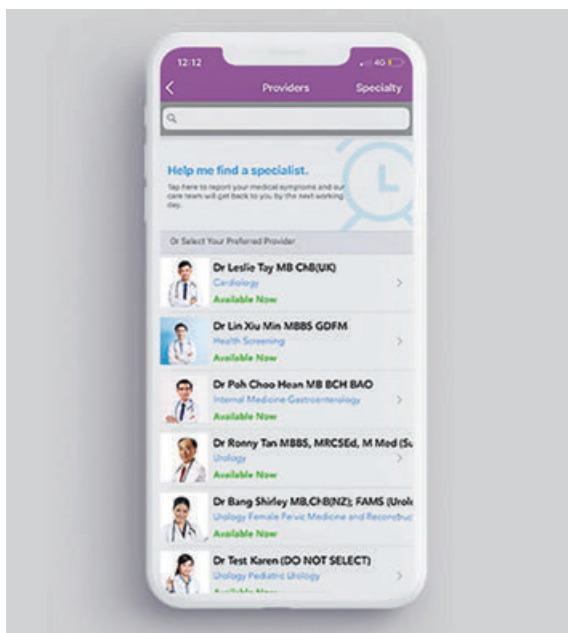 12:12
4G
Providers
Specialty
Help me find a specialist.
Tap here to report your medical symptoms and our
care team will get back to you by the next working
day.
Or Select Your Preferred Provider
Dr Leslie Tay MB ChB(UK)
Cardiology
Available Now
Dr Lin Xiu Min MBBS GDFM
Health Screening
Available Now
Dr Poh Choo Hean MB BCH BAO
Internal Medicine Gastroenterology
Available Now
Dr Ronny Tan MBBS, MRCSEd, M Med (Su
Urology
Available Now
Dr Bang Shirley MB,ChB(NZ); FAMS (Urolo
Urology Female Pelvic Medicine and Reconstruc
Available Now
Dr Test Karen (DO NOT SELECT)
Urology Pediatric Urology
Available Now